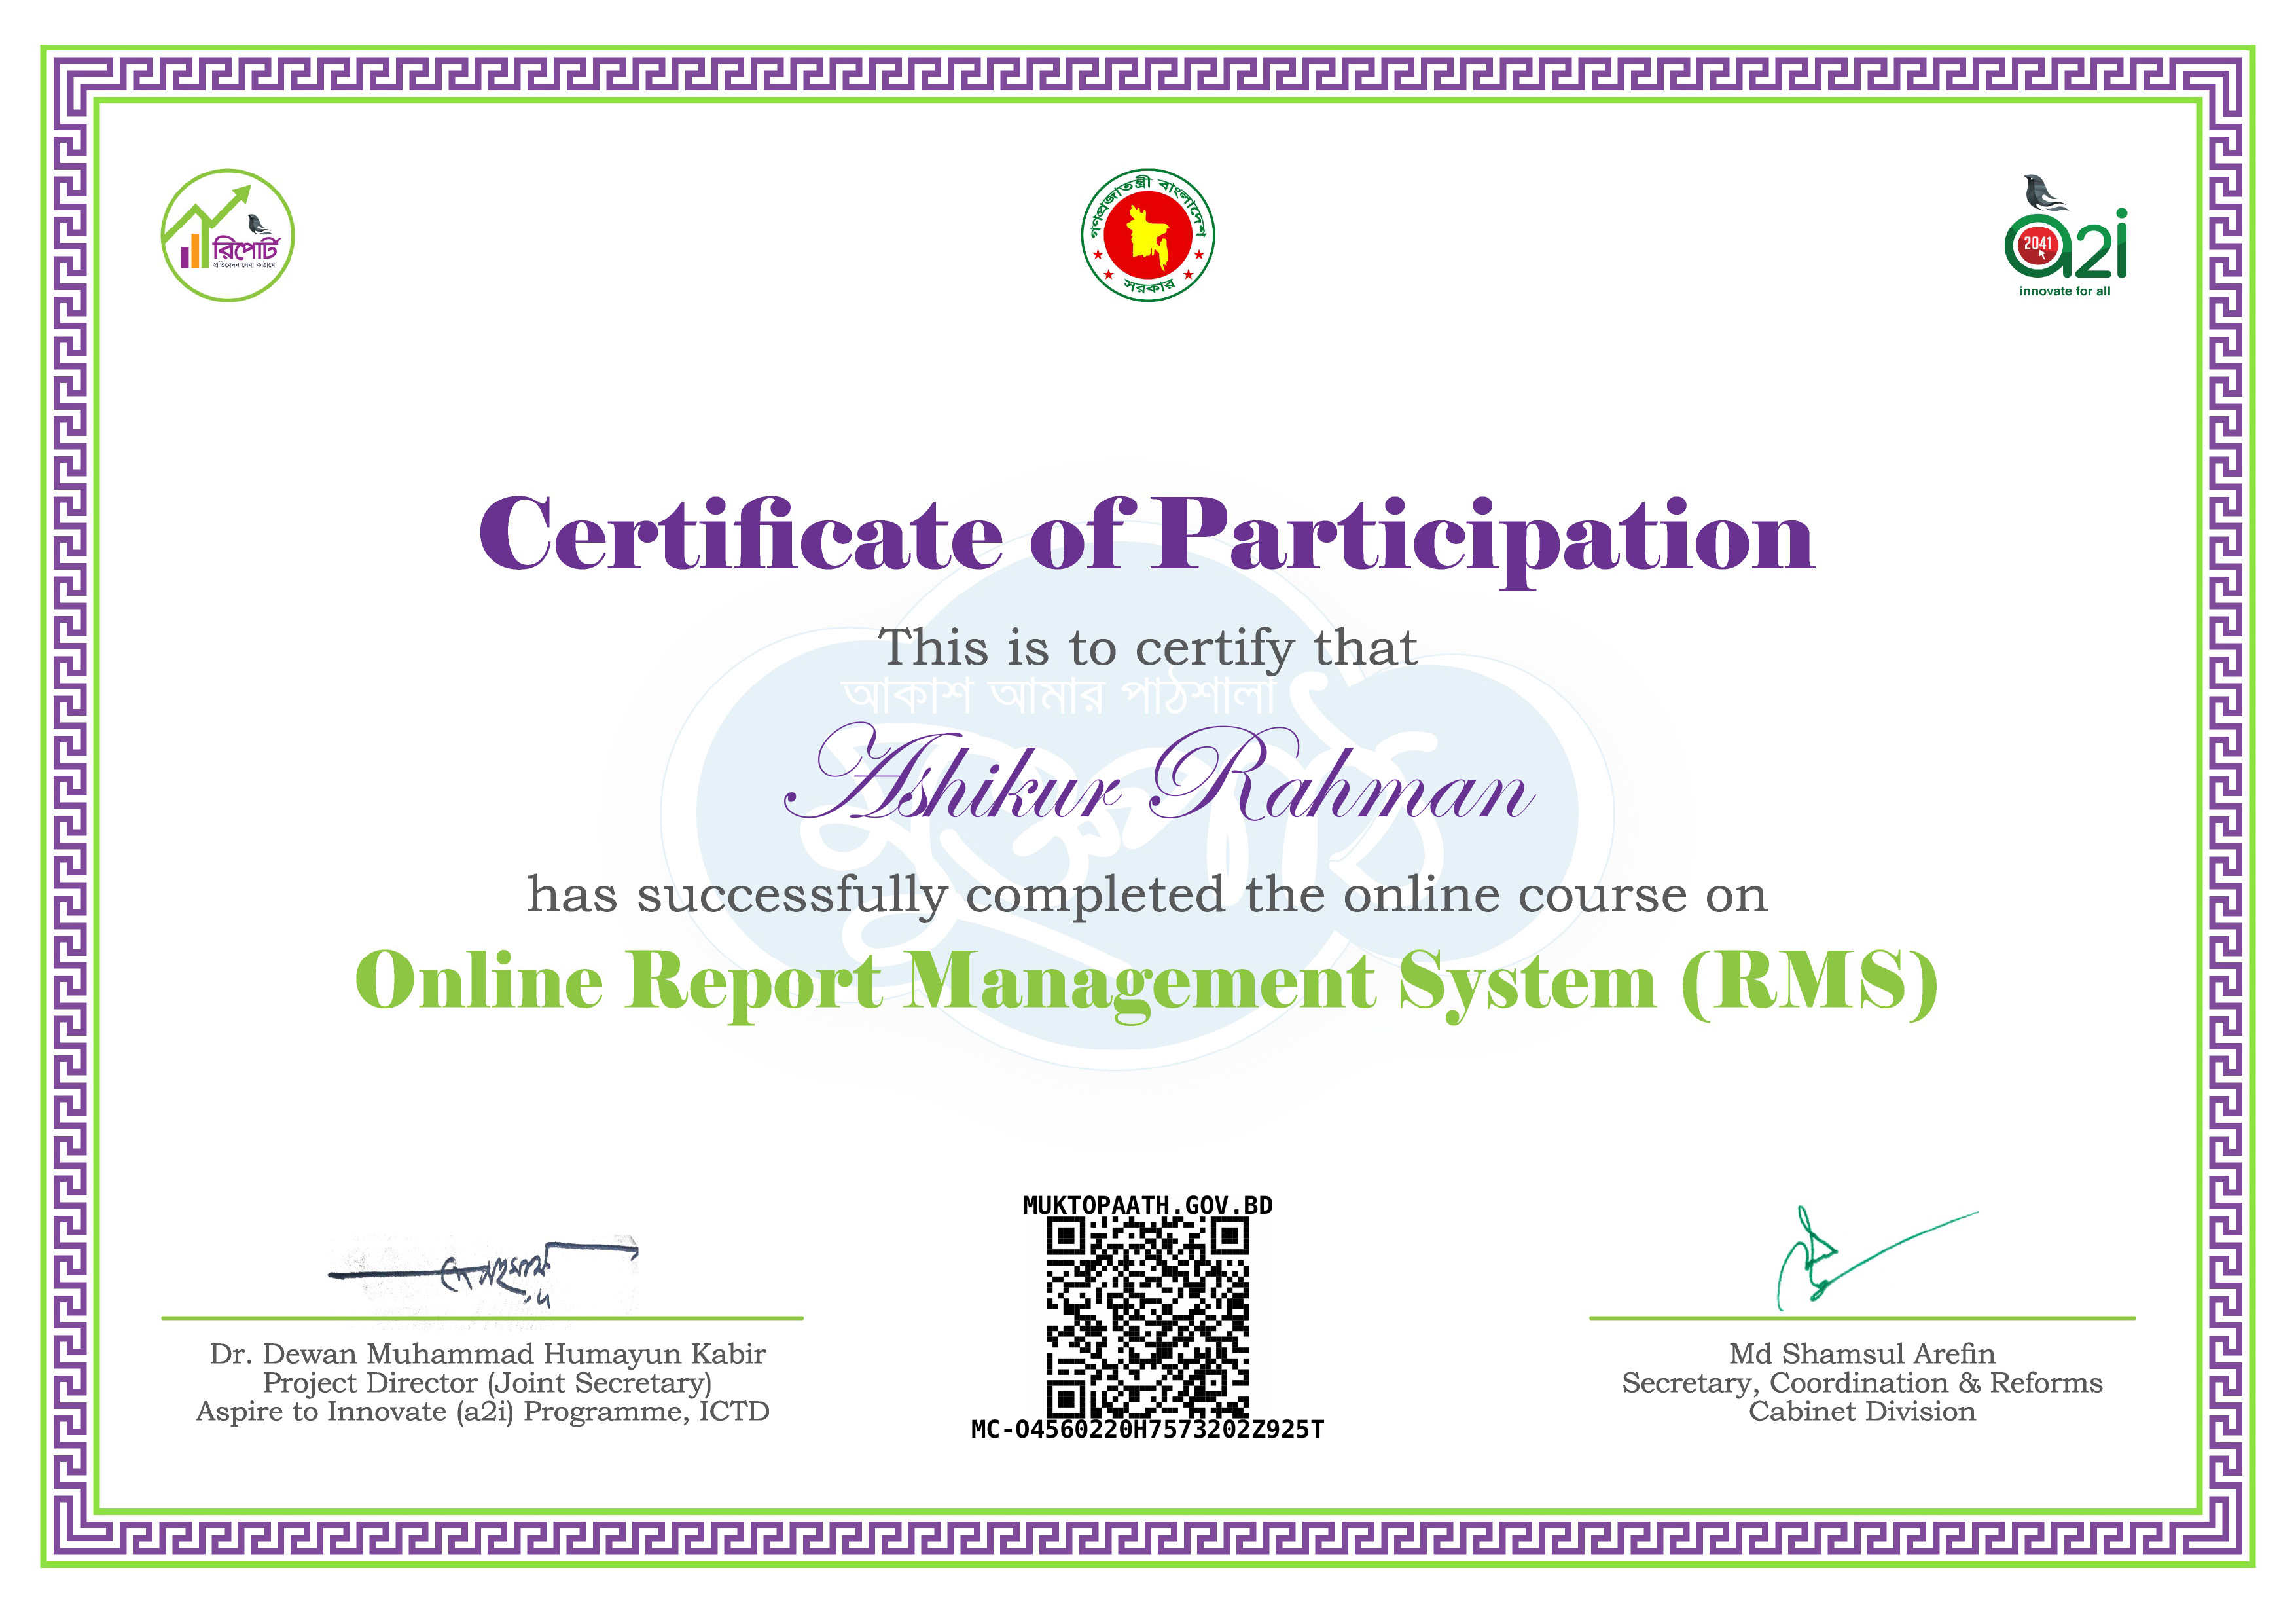 রিপোর্ট
প্রতিবেদন সেবা কাঠামো
গণপ্রজাতন্ত্রী বাংলাদেশ
সরকার
2041
a2i
innovate for all
Certificate of Participation
This is to certify that
আকাশ আমার পাঠশালা
মুক্তপাঠ
Ashikur Rahman
has successfully completed the online course on
Online Report Management System (RMS)
MUKTOPAATH.GOV.BD
Dr. Dewan Muhammad Humayun Kabir
Project Director (Joint Secretary)
Aspire to Innovate (a2i) Programme, ICTD
MC-O4560220H7573202Z925T
Md Shamsul Arefin
Secretary, Coordination & Reforms
Cabinet Division